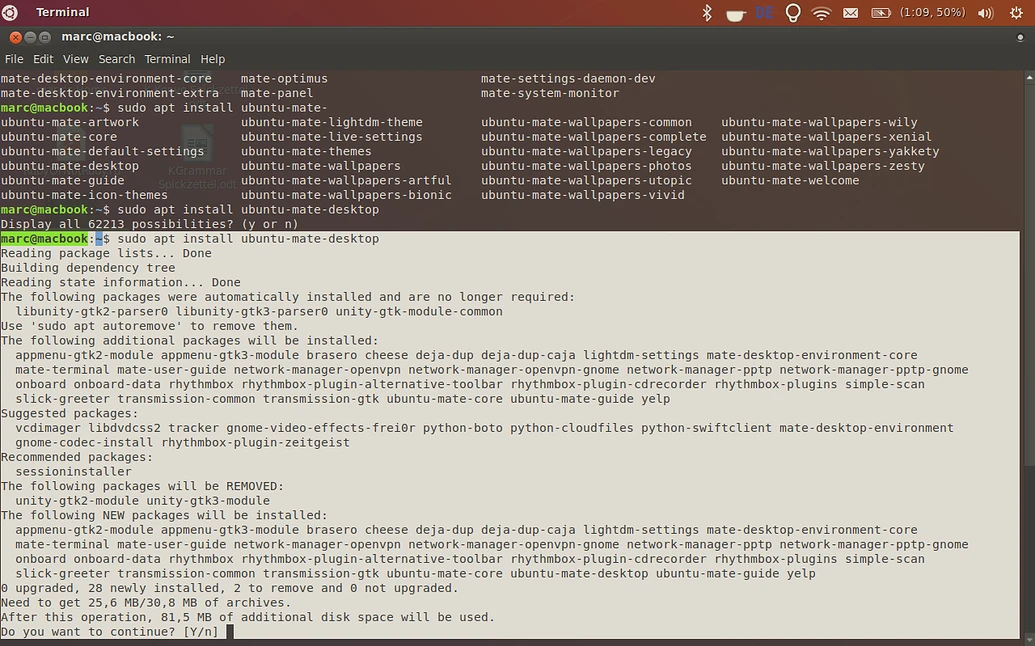 Terminal
DE
(1:09, 50%)
marc@macbook: ~
File Edit View Search Terminal Help
mate-desktop-environment-core mate-optimus mate-settings-daemon-dev
mate-desktop-environment-extra mate-panel mate-system-monitor
marc@macbook:~$ sudo apt install ubuntu-mate-
ubuntu-mate-artwork ubuntu-mate-lightdm-theme ubuntu-mate-wallpapers-common ubuntu-mate-wallpapers-wily
ubuntu-mate-core ubuntu-mate-live-settings ubuntu-mate-wallpapers-complete ubuntu-mate-wallpapers-xenial
ubuntu-mate-default-settings ubuntu-mate-themes ubuntu-mate-wallpapers-legacy ubuntu-mate-wallpapers-yakkety
ubuntu-mate-desktop ubuntu-mate-wallpapers ubuntu-mate-wallpapers-photos ubuntu-mate-wallpapers-zesty
KGrammar
ubuntu-mate-guide ubuntu-mate-wallpapers-artful ubuntu-mate-wallpapers-utopic ubuntu-mate-welcome
Spickzettel.odt
ubuntu-mate-icon-themes ubuntu-mate-wallpapers-bionic ubuntu-mate-wallpapers-vivid
marc@macbook:~$ sudo apt install ubuntu-mate-desktop
Display all 62213 possibilities? (y or n)
marc@macbook:~$ sudo apt install ubuntu-mate-desktop
Reading package lists... Done
Building dependency tree
Reading state information... Done
The following packages were automatically installed and are no longer required:
libunity-gtk2-parser0 libunity-gtk3-parser0 unity-gtk-module-common
Use 'sudo apt autoremove' to remove them.
The following additional packages will be installed:
appmenu-gtk2-module appmenu-gtk3-module brasero cheese deja-dup deja-dup-caja lightdm-settings mate-desktop-environment-core
mate-terminal mate-user-guide network-manager-openvpn network-manager-openvpn-gnome network-manager-pptp network-manager-pptp-gnome
onboard onboard-data rhythmbox rhythmbox-plugin-alternative-toolbar rhythmbox-plugin-cdrecorder rhythmbox-plugins simple-scan
slick-greeter transmission-common transmission-gtk ubuntu-mate-core ubuntu-mate-guide yelp
Suggested packages:
vcdimager libdvdcss2 tracker gnome-video-effects-frei0r python-boto python-cloudfiles python-swiftclient mate-desktop-environment
gnome-codec-install rhythmbox-plugin-zeitgeist
Recommended packages:
sessioninstaller
The following packages will be REMOVED:
unity-gtk2-module unity-gtk3-module
The following NEW packages will be installed:
appmenu-gtk2-module appmenu-gtk3-module brasero cheese deja-dup deja-dup-caja lightdm-settings mate-desktop-environment-core
mate-terminal mate-user-guide network-manager-openvpn network-manager-openvpn-gnome network-manager-pptp network-manager-pptp-gnome
onboard onboard-data rhythmbox rhythmbox-plugin-alternative-toolbar rhythmbox-plugin-cdrecorder rhythmbox-plugins simple-scan
slick-greeter transmission-common transmission-gtk ubuntu-mate-core ubuntu-mate-desktop ubuntu-mate-guide yelp
0 upgraded, 28 newly installed, 2 to remove and 0 not upgraded.
Need to get 25,6 MB/30,8 MB of archives.
After this operation, 81,5 MB of additional disk space will be used.
Do you want to continue? [Y/n]